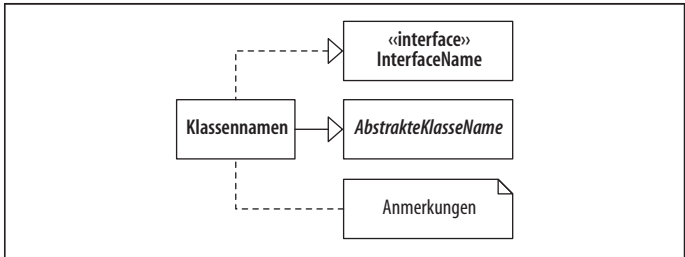 ‹‹interface››
InterfaceName
Klassennamen
AbstrakteKlasseName
Anmerkungen